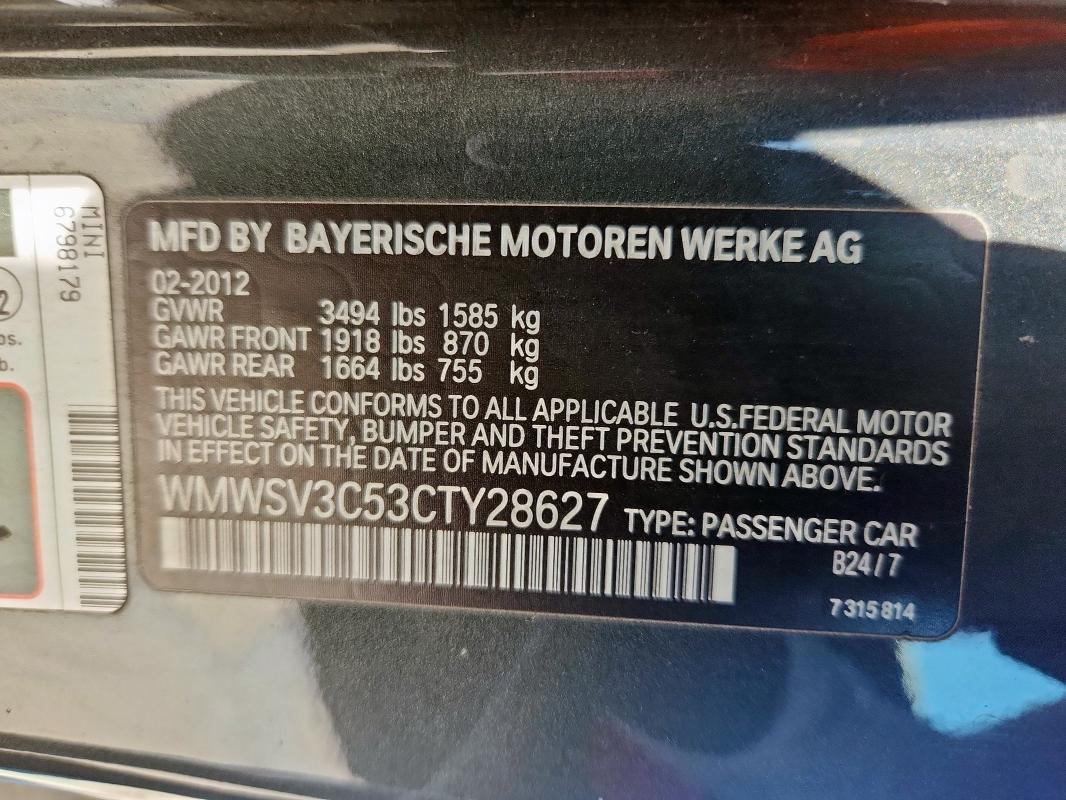 MINI
6798179
2
bs.
b.
MFD BY BAYERISCHE MOTOREN WERKE AG
02-2012
GVWR 3494 lbs 1585 kg
GAWR FRONT 1918 lbs 870 kg
GAWR REAR 1664 lbs 755 kg
THIS VEHICLE CONFORMS TO ALL APPLICABLE U.S.FEDERAL MOTOR
VEHICLE SAFETY, BUMPER AND THEFT PREVENTION STANDARDS
IN EFFECT ON THE DATE OF MANUFACTURE SHOWN ABOVE.
WMWSV3C53CTY28627 TYPE: PASSENGER CAR
B24/7
7315814